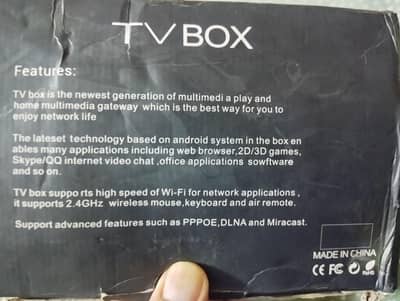 TV BOX
Features:
TV box is the newest generation of multimedi a play and
home multimedia gateway which is the best way for you to
enjoy network life
The lateset technology based on android system in the box en
ables many applications including web browser,2D/3D games,
Skype/QQ internet video chat ,office applications sowftware
and so on.
TV box suppo rts high speed of Wi-Fi for network applications ,
it supports 2.4GHz wireless mouse,keyboard and air remote.
Support advanced features such as PPPOE,DLNA and Miracast.
MADE IN CHINA
CE FC